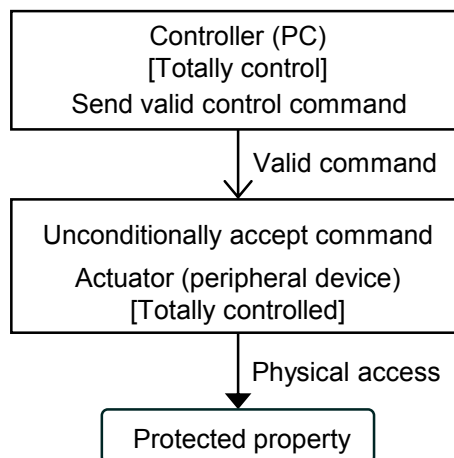 Controller (PC)
[Totally control]
Send valid control command
Valid command
Unconditionally accept command
Actuator (peripheral device)
[Totally controlled]
Physical access
Protected property